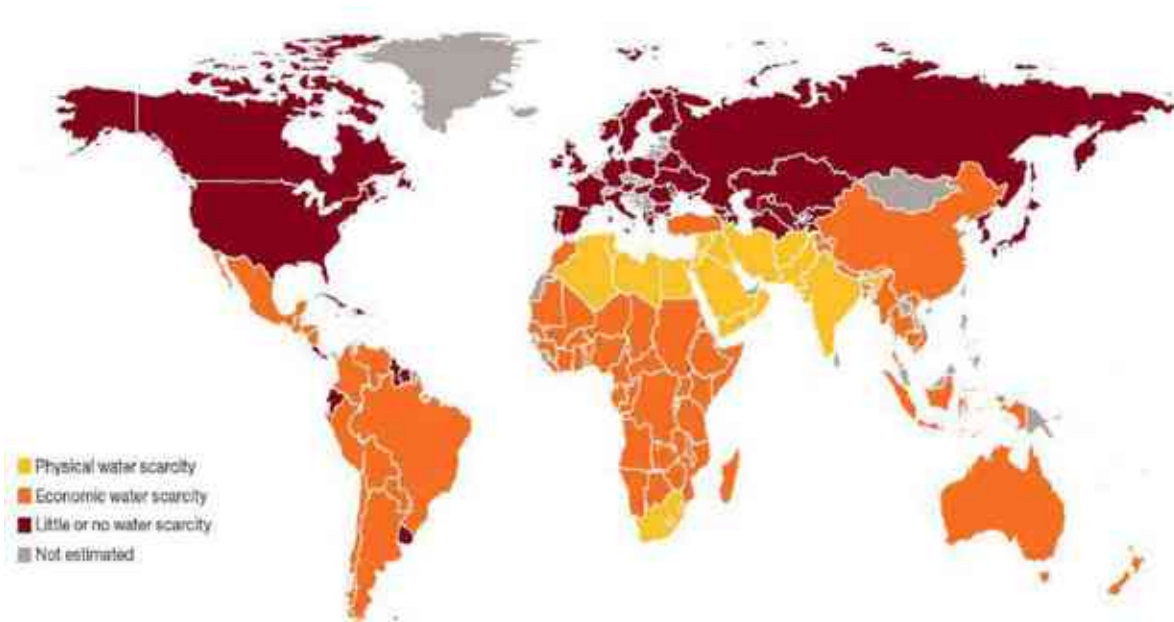 Physical water scarcity
Economic water scarcity
Little or no water scarcity
Not estimated